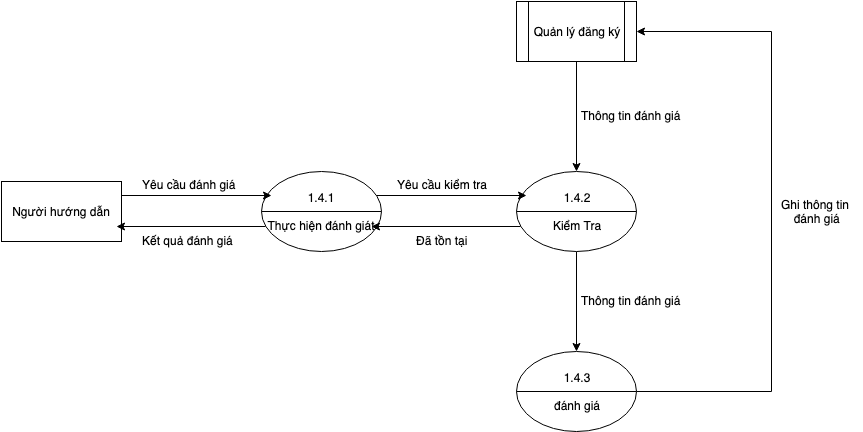 Quản lý đăng ký
Thông tin đánh giá
Yêu cầu đánh giá
1.4.1
Yêu cầu kiểm tra
1.4.2
Người hướng dẫn
Thực hiện đánh giát
Kiểm Tra
Kết quả đánh giá
Đã tồn tại
Ghi thông tin
đánh giá
Thông tin đánh giá
1.4.3
đánh giá